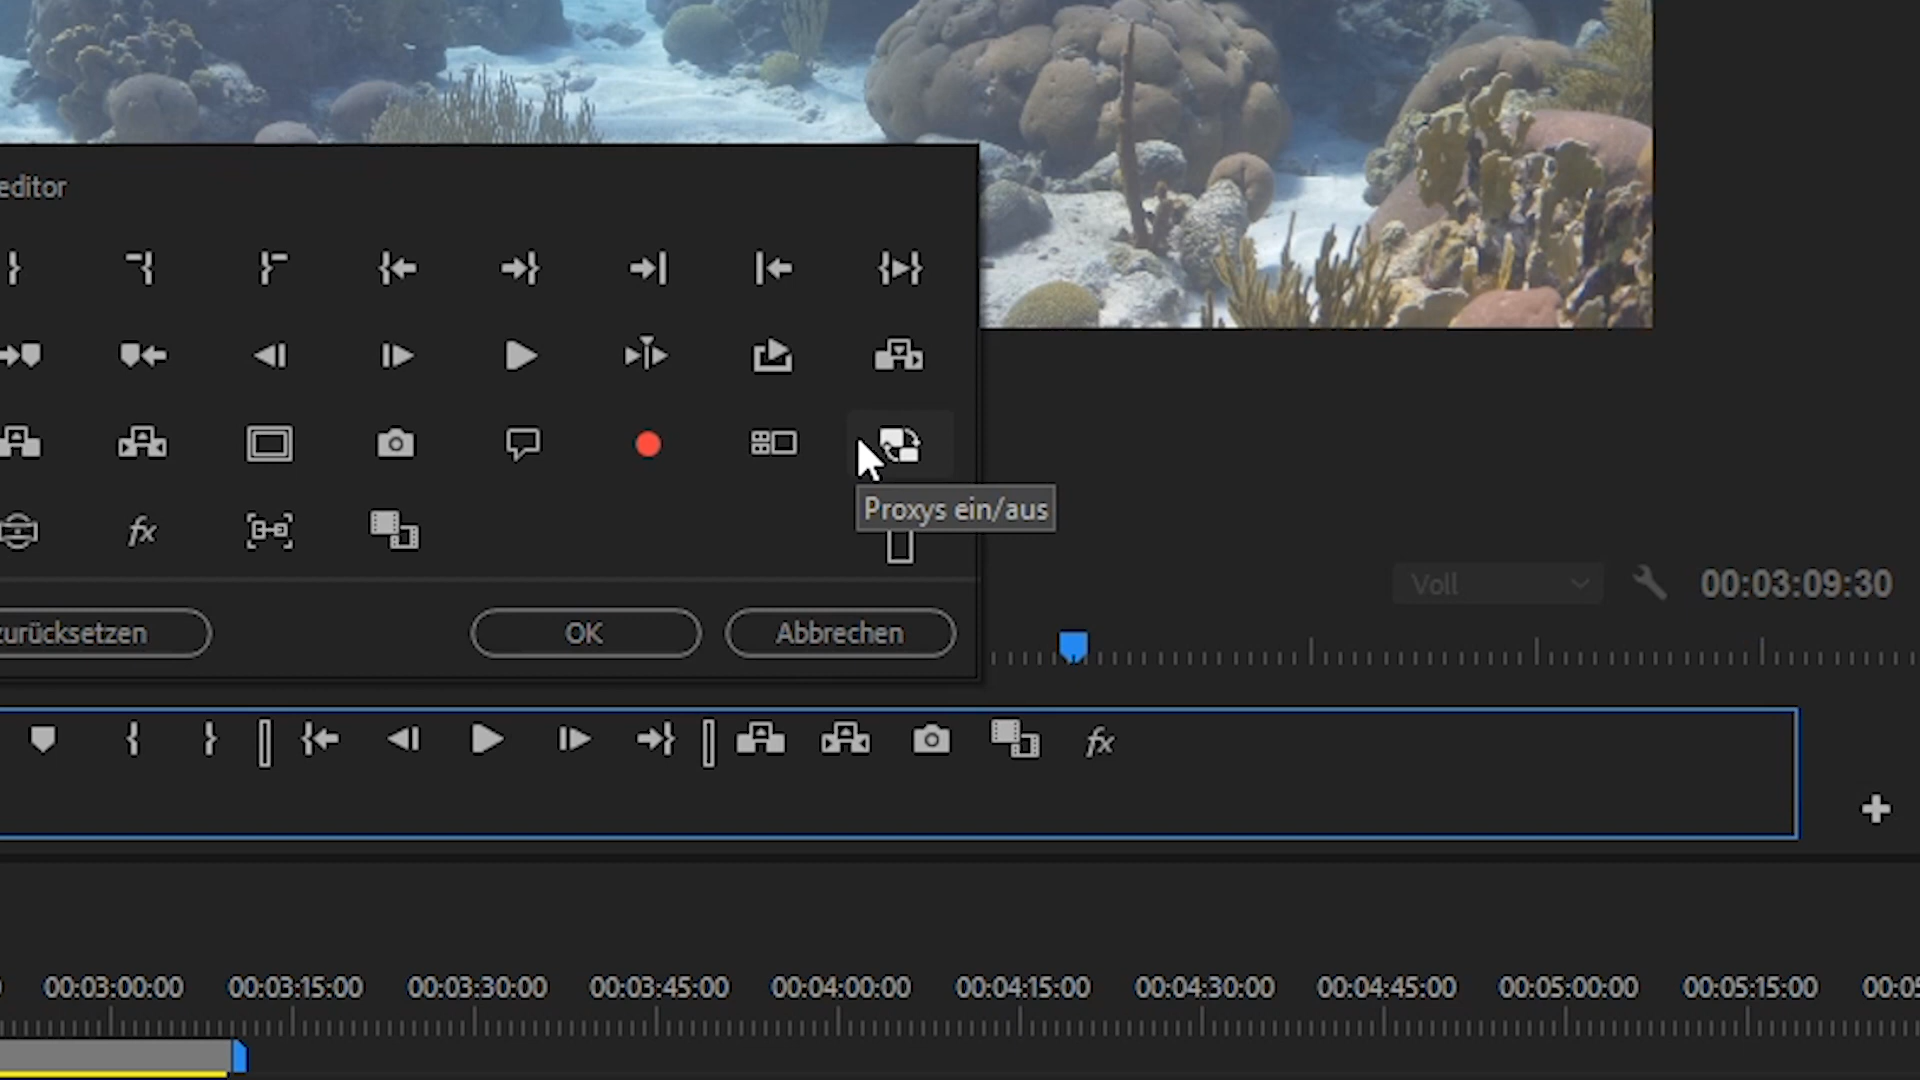 editor
Proxys ein/aus
Voll
00:03:09:30
zurücksetzen
OK
Abbrechen
fx
fx
00:03:00:00
00:03:15:00
00:03:30:00
00:03:45:00
00:04:00:00
00:04:15:00
00:04:30:00
00:04:45:00
00:05:00:00
00:05:15:00
00:05